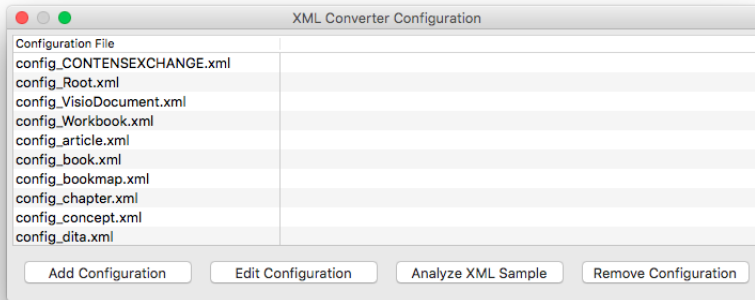 XML Converter Configuration
Configuration File
config_CONTENSEXCHANGE.xml
config_Root.xml
config_VisioDocument.xml
config_Workbook.xml
config_article.xml
config_book.xml
config_bookmap.xml
config_chapter.xml
config_concept.xml
config_dita.xml
Add Configuration Edit Configuration Analyze XML Sample Remove Configuration